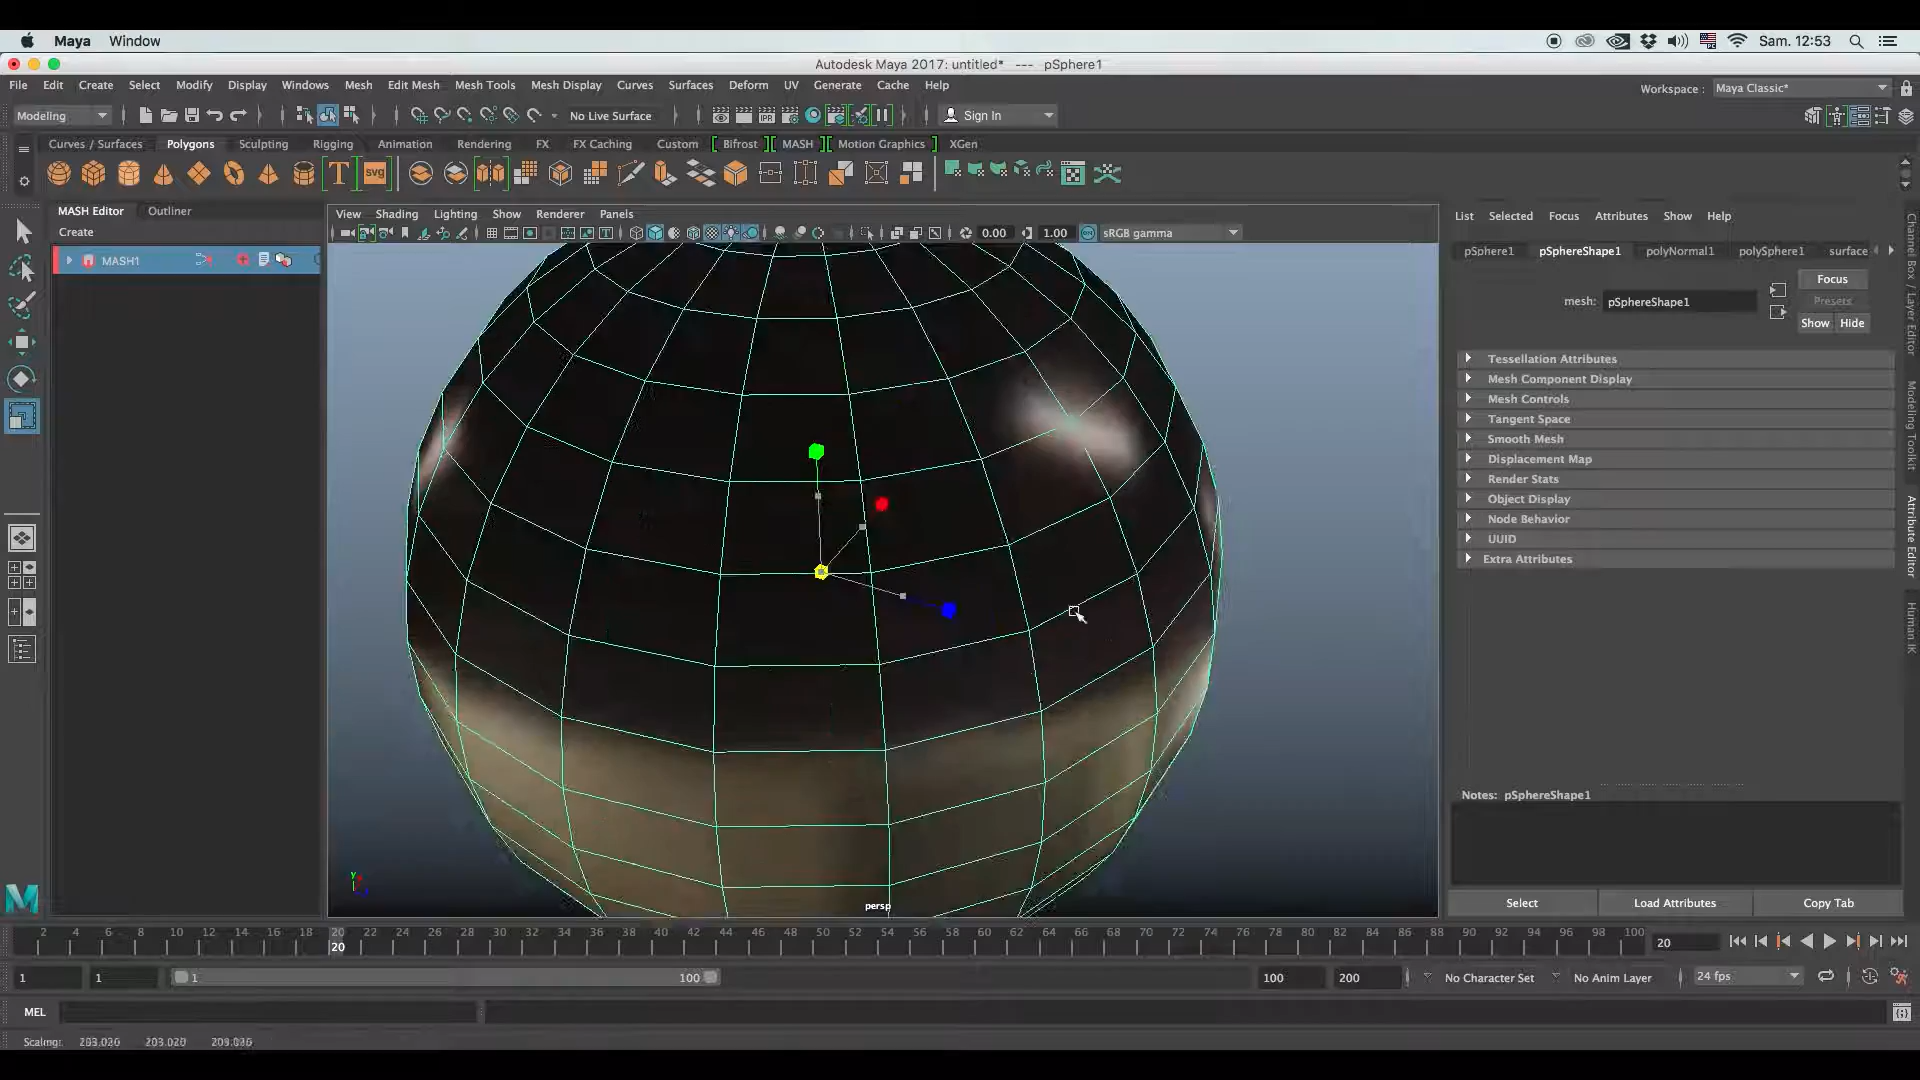 Maya Window
Sam. 12:53
Autodesk Maya 2017: untitled* --- pSphere1
File Edit Create Select Modify Display Windows Mesh Edit Mesh Mesh Tools Mesh Display Curves Surfaces Deform UV Generate Cache Help
Workspace : Maya Classic*
Modeling
No Live Surface
IPR
Sign In
Curves / Surfaces Polygons Sculpting Rigging Animation Rendering FX FX Caching Custom Bifrost MASH Motion Graphics XGen
T svg
MASH Editor Outliner
Create
MASH1
View Shading Lighting Show Renderer Panels
0.00 1.00 sRGB gamma
persp
List Selected Focus Attributes Show Help
pSphere1 pSphereShape1 polyNormal1 polySphere1 surface
Focus
mesh: pSphereShape1
Presets
Show Hide
Tessellation Attributes
Mesh Component Display
Mesh Controls
Tangent Space
Smooth Mesh
Displacement Map
Render Stats
Object Display
Node Behavior
UUID
Extra Attributes
Notes: pSphereShape1
Select Load Attributes Copy Tab
Channel Box / Layer Editor
Modeling Toolkit
Attribute Editor
Human IK
2 4 6 8 10 12 14 16 18 20 22 24 26 28 30 32 34 36 38 40 42 44 46 48 50 52 54 56 58 60 62 64 66 68 70 72 74 76 78 80 82 84 86 88 90 92 94 96 98 100
20
20
1 1 1 100 100 200 No Character Set No Anim Layer 24 fps
MEL
Scaling: 203.020 203.020